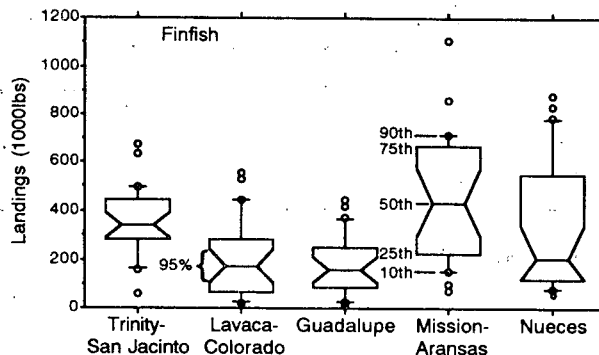 Finfish
Landings (1000lbs)
1200
1000
800
600
400
200
0
95%
90th
75th
50th
25th
10th
Trinity-
San Jacinto
Lavaca-
Colorado
Guadalupe
Mission-
Aransas
Nueces